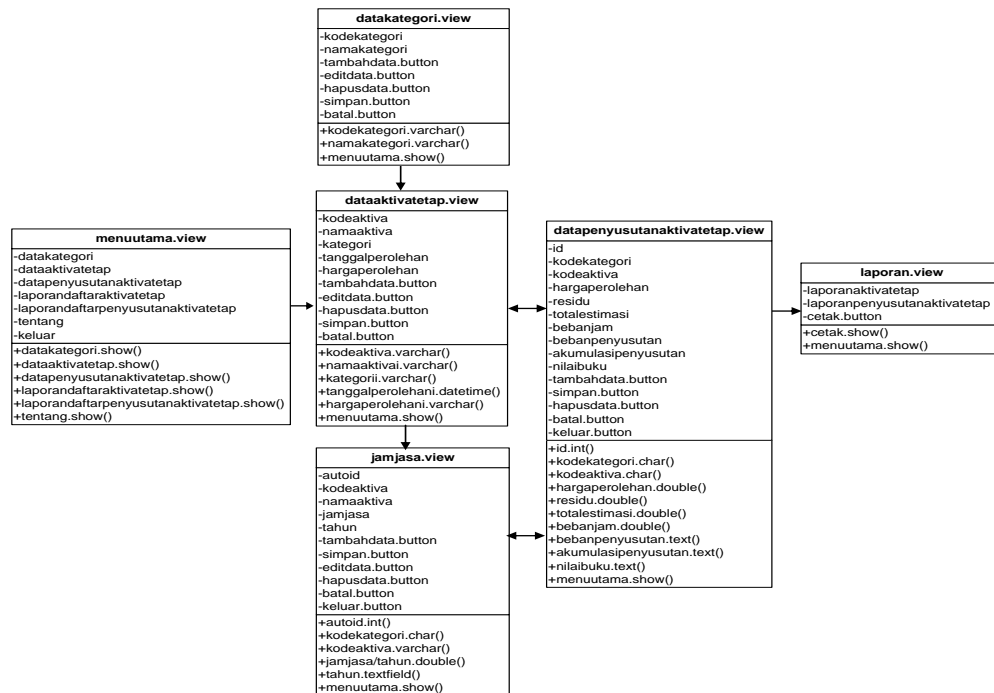 datakategori.view
-kodekategori
-namakategori
-tambahdata.button
-editdata.button
-hapusdata.button
-simpan.button
-batal.button
+kodekategori.varchar()
+namakategori.varchar()
+menuutama.show()
menuutama.view
-datakategori
-dataaktivatetap
-datapenyusutanaktivatetap
-laporandaftaraktivatetap
-laporandaftarpenyusutanaktivatetap
-tentang
-keluar
+datakategori.show()
+dataaktivatetap.show()
+datapenyusutanaktivatetap.show()
+laporandaftaraktivatetap.show()
+laporandaftarpenyusutanaktivatetap.show()
+tentang.show()
dataaktivatetap.view
-kodeaktiva
-namaaktiva
-kategori
-tanggalperolehan
-hargaperolehan
-tambahdata.button
-editdata.button
-hapusdata.button
-simpan.button
-batal.button
+kodeaktiva.varchar()
+namaaktivai.varchar()
+kategorii.varchar()
+tanggalperolehani.datetime()
+hargaperolehani.varchar()
+menuutama.show()
datapenyusutanaktivatetap.view
-id
-kodekategori
-kodeaktiva
-hargaperolehan
-residu
-totalestimasi
-bebanjam
-bebanpenyusutan
-akumulasipenyusutan
-nilaibuku
-tambahdata.button
-simpan.button
-hapusdata.button
-batal.button
-keluar.button
+id.int()
+kodekategori.char()
+kodeaktiva.char()
+hargaperolehan.double()
+residu.double()
+totalestimasi.double()
+bebanjam.double()
+bebanpenyusutan.text()
+akumulasipenyusutan.text()
+nilaibuku.text()
+menuutama.show()
laporan.view
-laporanaktivatetap
-laporanpenyusutanaktivatetap
-cetak.button
+cetak.show()
+menuutama.show()
jamjasa.view
-autoid
-kodeaktiva
-namaaktiva
-jamjasa
-tahun
-tambahdata.button
-simpan.button
-editdata.button
-hapusdata.button
-batal.button
-keluar.button
+autoid.int()
+kodekategori.char()
+kodeaktiva.varchar()
+jamjasa/tahun.double()
+tahun.textfield()
+menuutama.show()